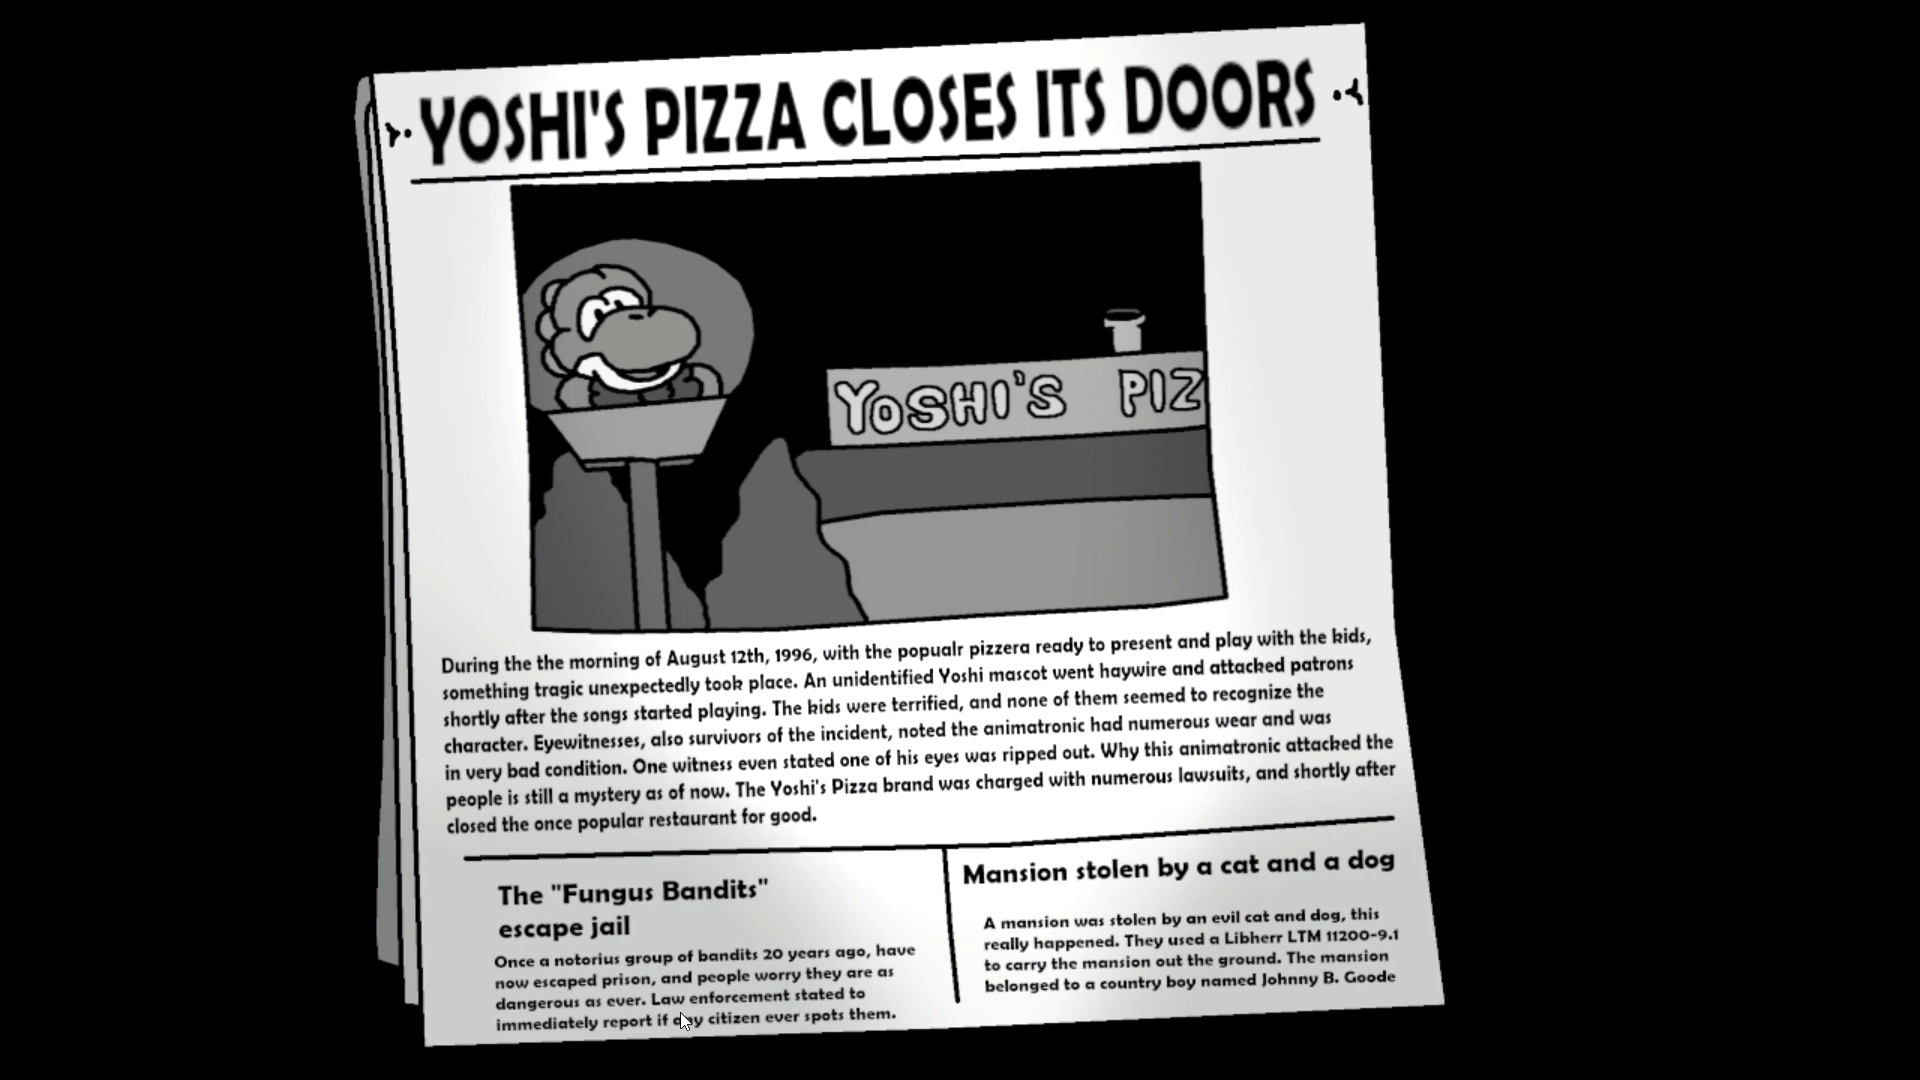 YOSHI'S PIZZA CLOSES ITS DOORS
YOSHI'S PIZ
During the the morning of August 12th, 1996, with the popualr pizzera ready to present and play with the kids,
something tragic unexpectedly took place. An unidentified Yoshi mascot went haywire and attacked patrons
shortly after the songs started playing. The kids were terrified, and none of them seemed to recognize the
character. Eyewitnesses, also survivors of the incident, noted the animatronic had numerous wear and was
in very bad condition. One witness even stated one of his eyes was ripped out. Why this animatronic attacked the
people is still a mystery as of now. The Yoshi's Pizza brand was charged with numerous lawsuits, and shortly after
closed the once popular restaurant for good.
The "Fungus Bandits"
escape jail
Once a notorius group of bandits 20 years ago, have
now escaped prison, and people worry they are as
dangerous as ever. Law enforcement stated to
immediately report if any citizen ever spots them.
Mansion stolen by a cat and a dog
A mansion was stolen by an evil cat and dog, this
really happened. They used a Libherr LTM 11200-9.1
to carry the mansion out the ground. The mansion
belonged to a country boy named Johnny B. Goode